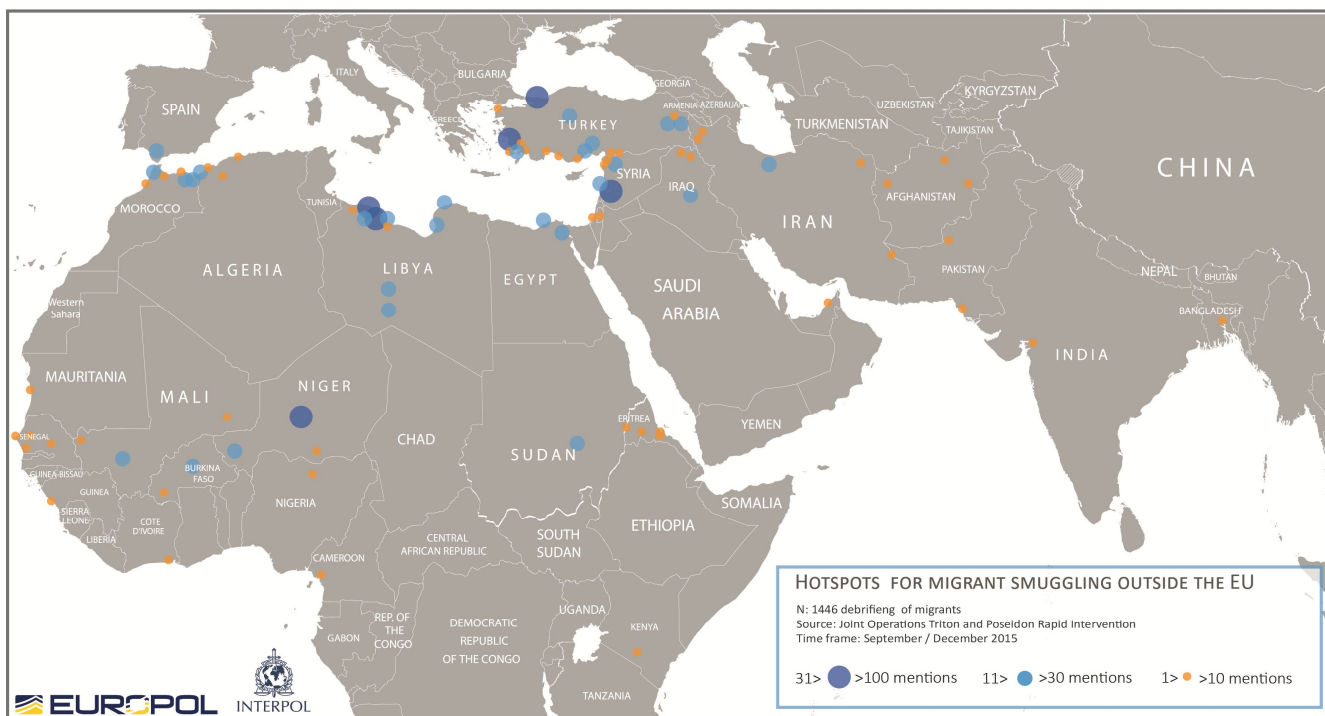 ITALY
BULGARIA
GEORGIA
KYRGYZSTAN
SPAIN
ARMENIA
AZERBAIJAN
UZBEKISTAN
GREECE
TURKEY
TURKMENISTAN
TAJIKISTAN
CHINA
SYRIA
TUNISIA
IRAQ
AFGHANISTAN
MOROCCO
IRAN
ALGERIA
LIBYA
EGYPT
PAKISTAN
NEPAL
BHUTAN
SAUDI
ARABIA
Western
Sahara
BANGLADESH
INDIA
MAURITANIA
MALI
NIGER
ERITREA
YEMEN
SENEGAL
CHAD
SUDAN
GUINEA-BISSAU
BURKINA
FASO
GUINEA
NIGERIA
SOMALIA
SIERRA
LEONE
COTE
D'IVOIRE
ETHIOPIA
LIBERIA
CENTRAL
AFRICAN REPUBLIC
SOUTH
SUDAN
CAMEROON
UGANDA
KENYA
GABON
REP. OF
THE
CONGO
DEMOCRATIC
REPUBLIC
OF THE CONGO
TANZANIA
HOTSPOTS FOR MIGRANT SMUGGLING OUTSIDE THE EU
N: 1446 debrifieng of migrants
Source: Joint Operations Triton and Poseidon Rapid Intervention
Time frame: September / December 2015
31> >100 mentions 11> >30 mentions 1> >10 mentions
EUROPOL
INTERPOL